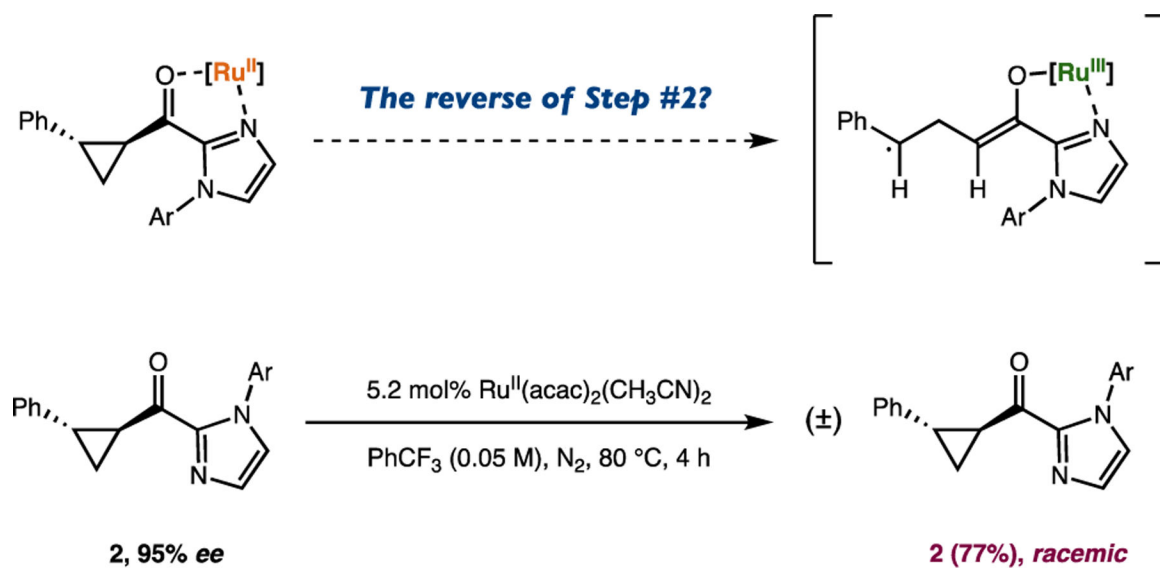 O [Ru^II]
Ph
N
N
Ar
The reverse of Step #2?
O [Ru^III]
Ph
N
H H
N
Ar
O
Ar
Ph
N
N
5.2 mol% Ru^II(acac)₂(CH₃CN)₂
PhCF₃ (0.05 M), N₂, 80 °C, 4 h
(±)
O
Ar
Ph
N
N
2, 95% ee
2 (77%), racemic